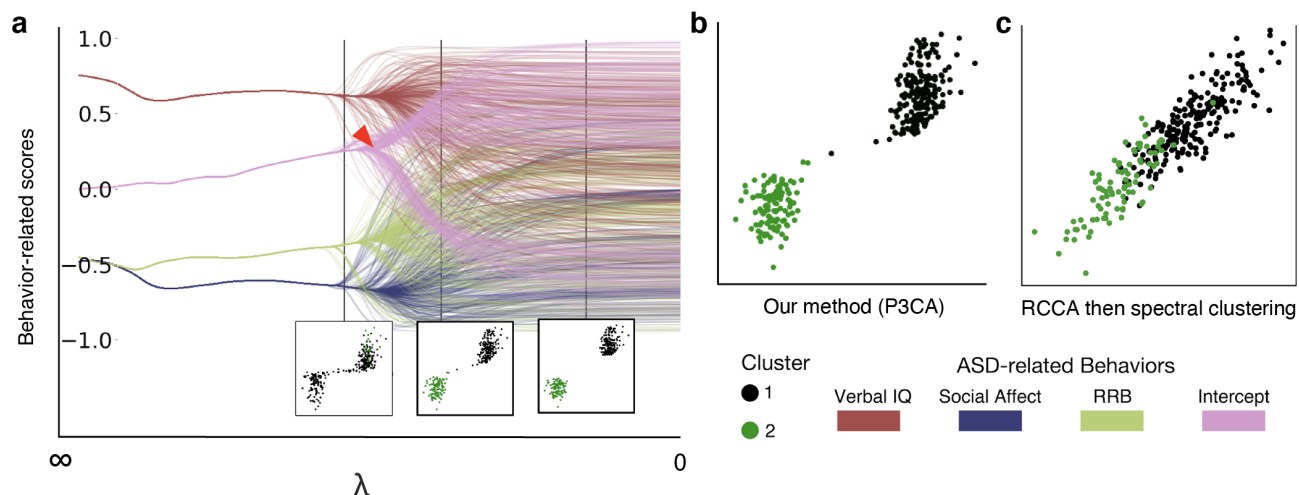 a
1.0
0.5
0.0
−0.5
−1.0
Behavior-related scores
∞
0
λ
b
Our method (P3CA)
c
RCCA then spectral clustering
Cluster
1
2
ASD-related Behaviors
Verbal IQ
Social Affect
RRB
Intercept